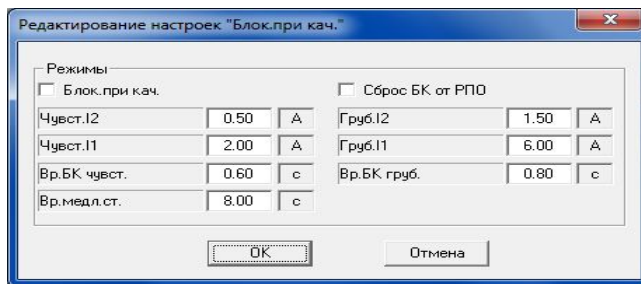 Редактирование настроек "Блок.при кач."
Режимы
Блок.при кач. Сброс БК от РПО
Чувст.I2 0.50 А Груб.I2 1.50 А
Чувст.I1 2.00 А Груб.I1 6.00 А
Вр.БК чувст. 0.60 с Вр.БК груб. 0.80 с
Вр.медл.ст. 8.00 с
OK Отмена